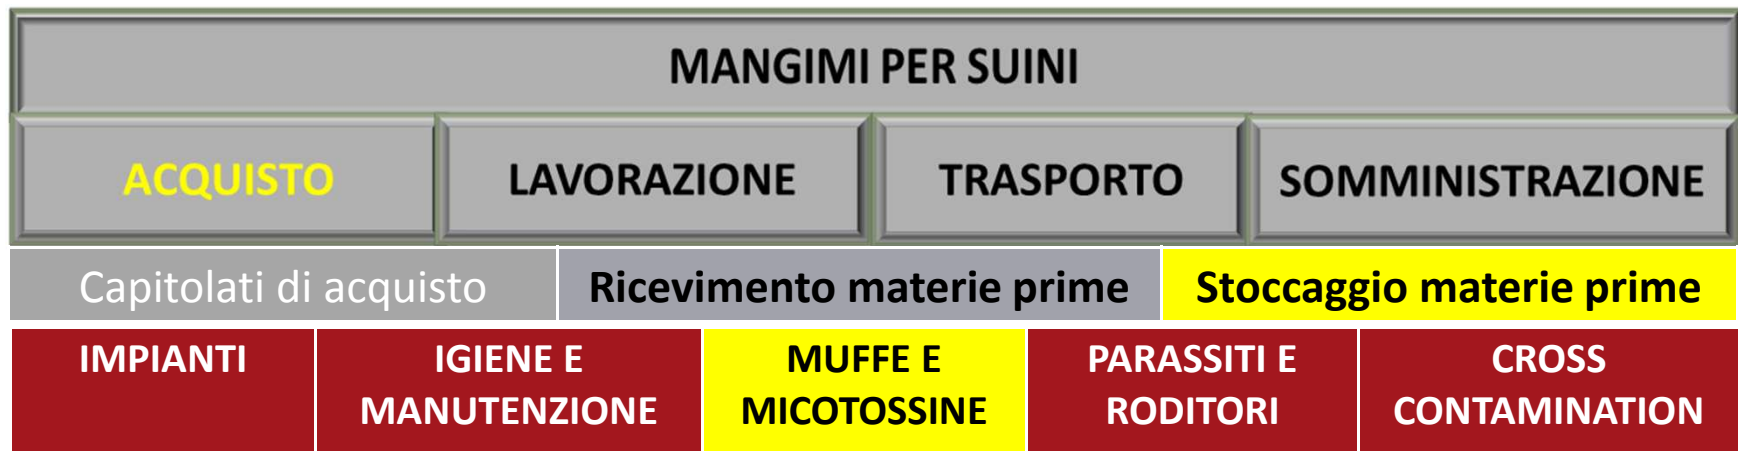 MANGIMI PER SUINI
ACQUISTO LAVORAZIONE TRASPORTO SOMMINISTRAZIONE
Capitolati di acquisto Ricevimento materie prime Stoccaggio materie prime
IMPIANTI
IGIENE E
MANUTENZIONE
MUFFE E
MICOTOSSINE
PARASSITI E
RODITORI
CROSS
CONTAMINATION